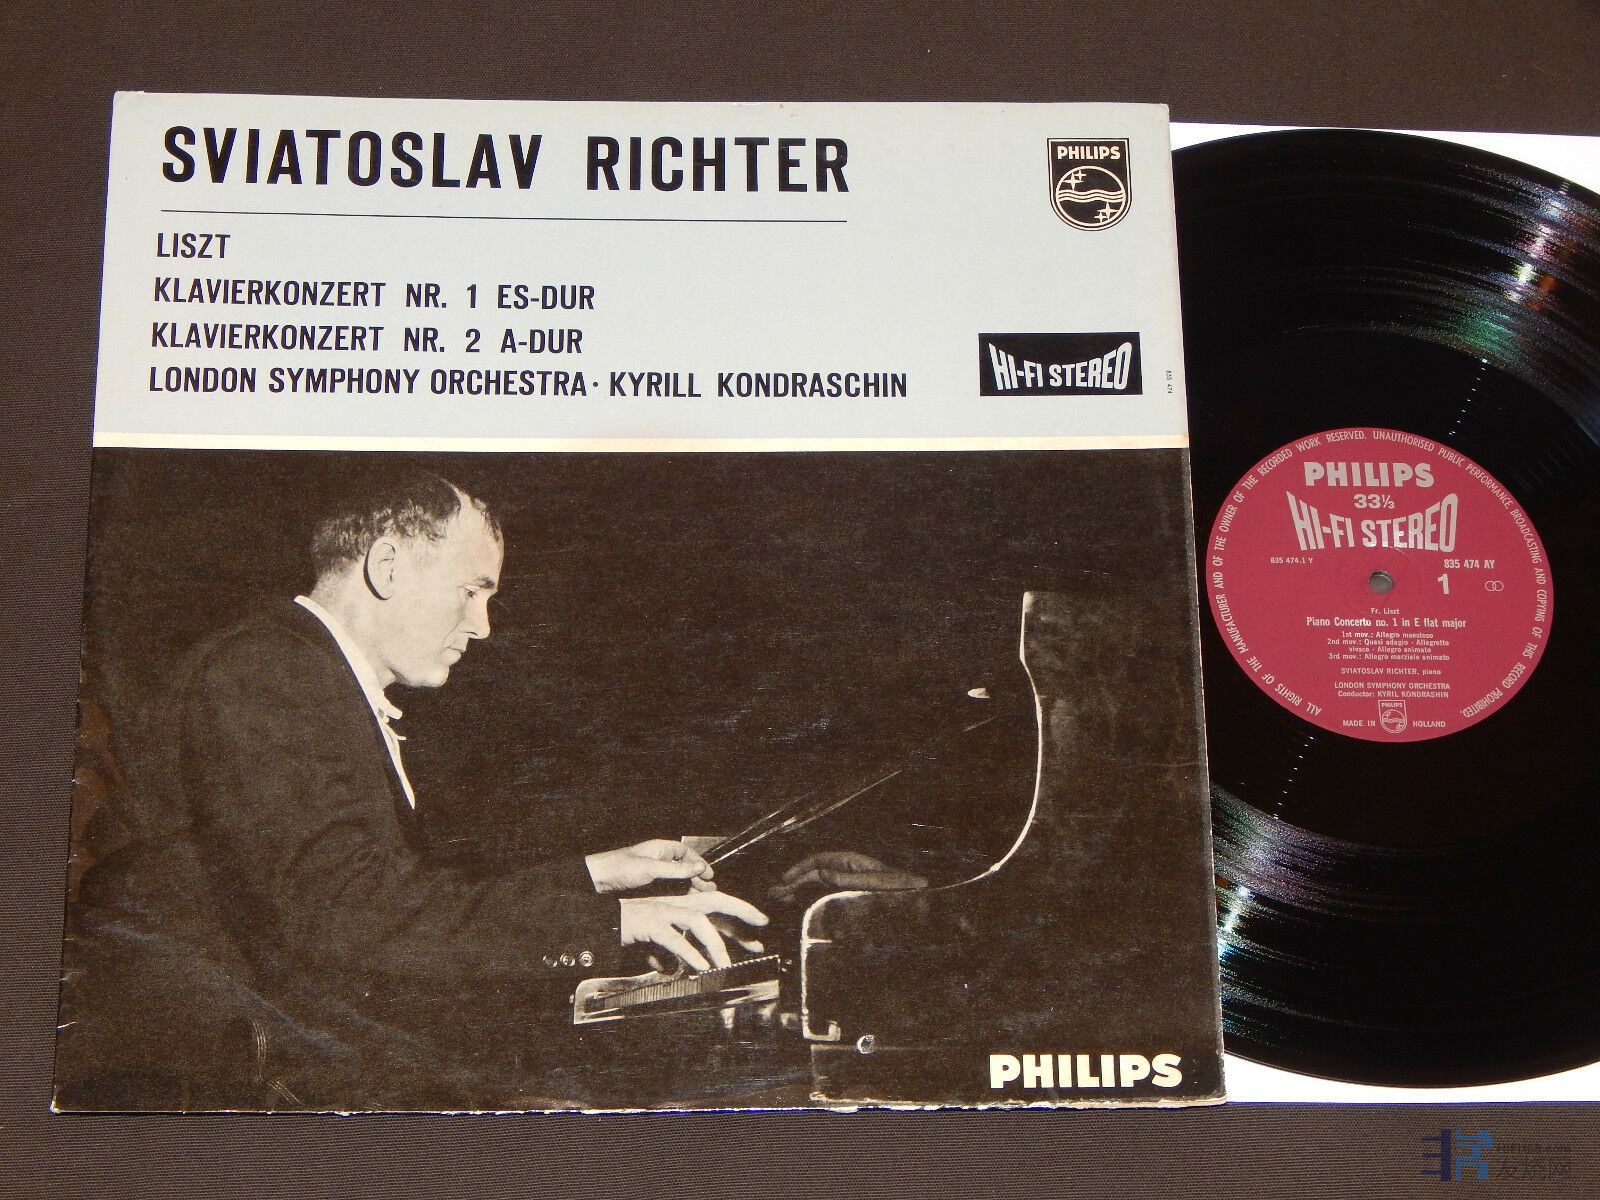 SVIATOSLAV RICHTER
PHILIPS
LISZT
KLAVIERKONZERT NR. 1 ES-DUR
KLAVIERKONZERT NR. 2 A-DUR
LONDON SYMPHONY ORCHESTRA · KYRILL KONDRASCHIN
HI-FI STEREO
835 474
PHILIPS
ALL RIGHTS OF THE MANUFACTURER AND OF THE OWNER OF THE RECORDED WORK RESERVED. UNAUTHORISED PUBLIC PERFORMANCE, BROADCASTING AND COPYING OF THIS RECORD PROHIBITED.
PHILIPS
33⅓
HI-FI STEREO
835 474.1 Y
835 474 AY
1
Fr. Liszt
Piano Concerto no. 1 in E flat major
1st mov.: Allegro maestoso
2nd mov.: Quasi adagio - Allegretto
vivace - Allegro animato
3rd mov.: Allegro marziale animato
SVIATOSLAV RICHTER, piano
LONDON SYMPHONY ORCHESTRA
Conductor: KYRIL KONDRASHIN
PHILIPS
MADE IN HOLLAND